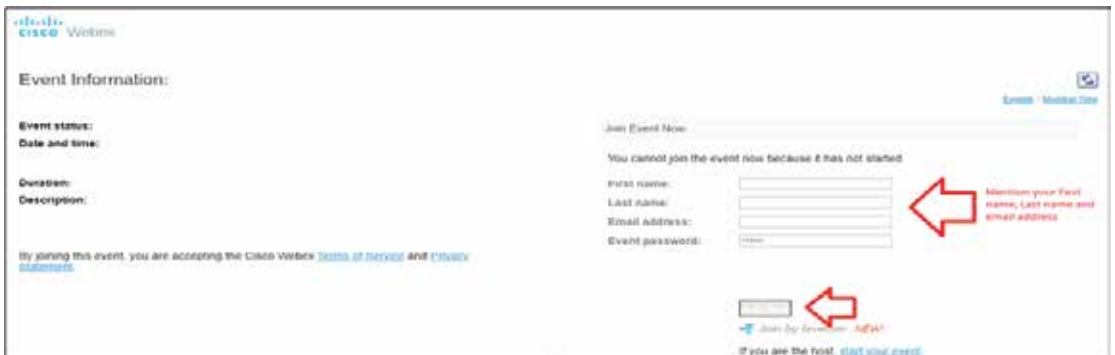 cisco Webex
Event Information:
English : Mumbai Time
Event status:
Date and time:
Duration:
Description:
By joining this event, you are accepting the Cisco Webex Terms of Service and Privacy
Statement.
Join Event Now
You cannot join the event now because it has not started.
First name:
Last name:
Email address:
Event password:
Mention your First
name, Last name and
email address
Join by browser NEW!
If you are the host, start your event.